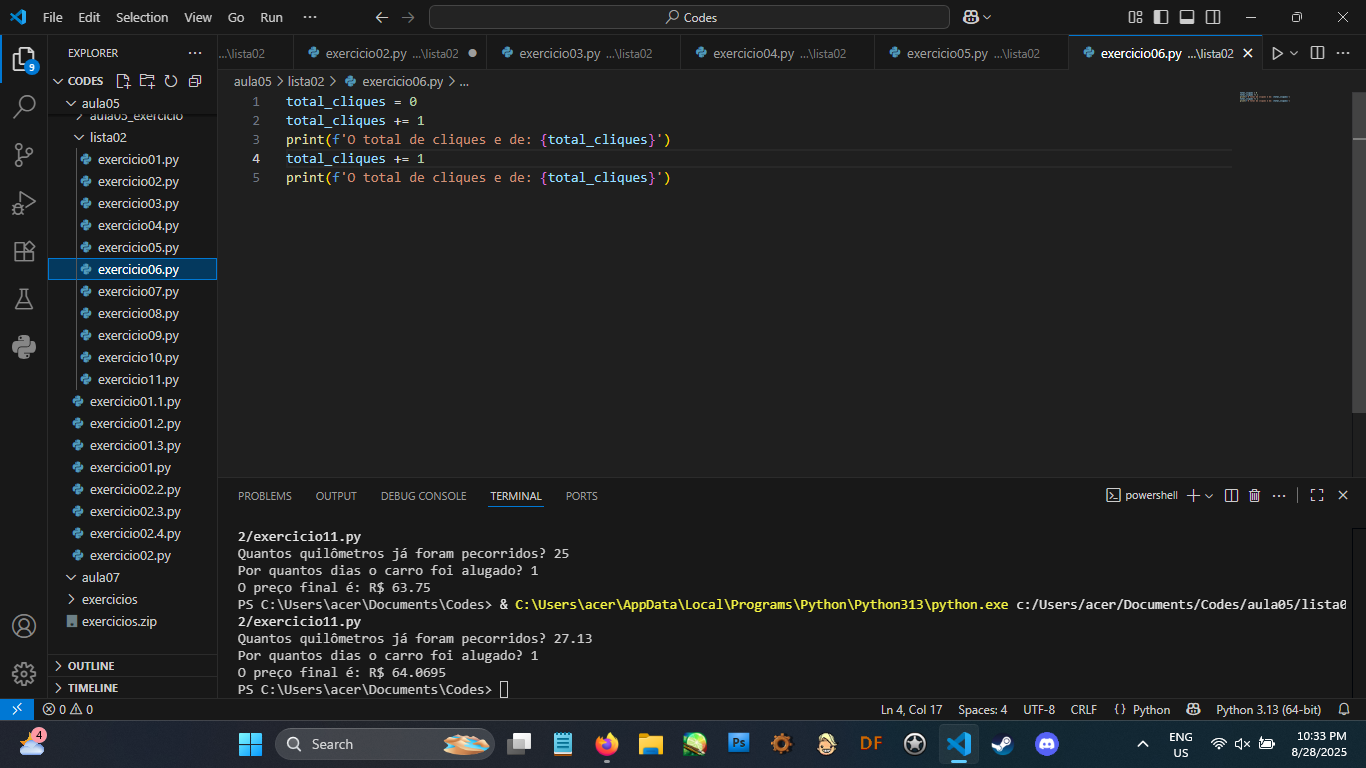 File Edit Selection View Go Run ··· Codes
EXPLORER ···
...\lista02 exercicio02.py ...\lista02 exercicio03.py ...\lista02 exercicio04.py ...\lista02 exercicio05.py ...\lista02 exercicio06.py ...\lista02
9
CODES
aula05 > lista02 > exercicio06.py > ...
aula05
aula05_exercicio
lista02
exercicio01.py
exercicio02.py
exercicio03.py
exercicio04.py
exercicio05.py
exercicio06.py
exercicio07.py
exercicio08.py
exercicio09.py
exercicio10.py
exercicio11.py
exercicio01.1.py
exercicio01.2.py
exercicio01.3.py
exercicio01.py
exercicio02.2.py
exercicio02.3.py
exercicio02.4.py
exercicio02.py
aula07
exercicios
exercicios.zip
OUTLINE
TIMELINE
1 total_cliques = 0
2 total_cliques += 1
3 print(f'O total de cliques e de: {total_cliques}')
4 total_cliques += 1
5 print(f'O total de cliques e de: {total_cliques}')
PROBLEMS OUTPUT DEBUG CONSOLE TERMINAL PORTS powershell
2/exercicio11.py
Quantos quilômetros já foram pecorridos? 25
Por quantos dias o carro foi alugado? 1
O preço final é: R$ 63.75
PS C:\Users\acer\Documents\Codes> & C:\Users\acer\AppData\Local\Programs\Python\Python313\python.exe c:/Users/acer/Documents/Codes/aula05/lista0
2/exercicio11.py
Quantos quilômetros já foram pecorridos? 27.13
Por quantos dias o carro foi alugado? 1
O preço final é: R$ 64.0695
PS C:\Users\acer\Documents\Codes>
0 0 Ln 4, Col 17 Spaces: 4 UTF-8 CRLF {} Python Python 3.13 (64-bit)
4 Search Ps DF ENG 10:33 PM
US 8/28/2025